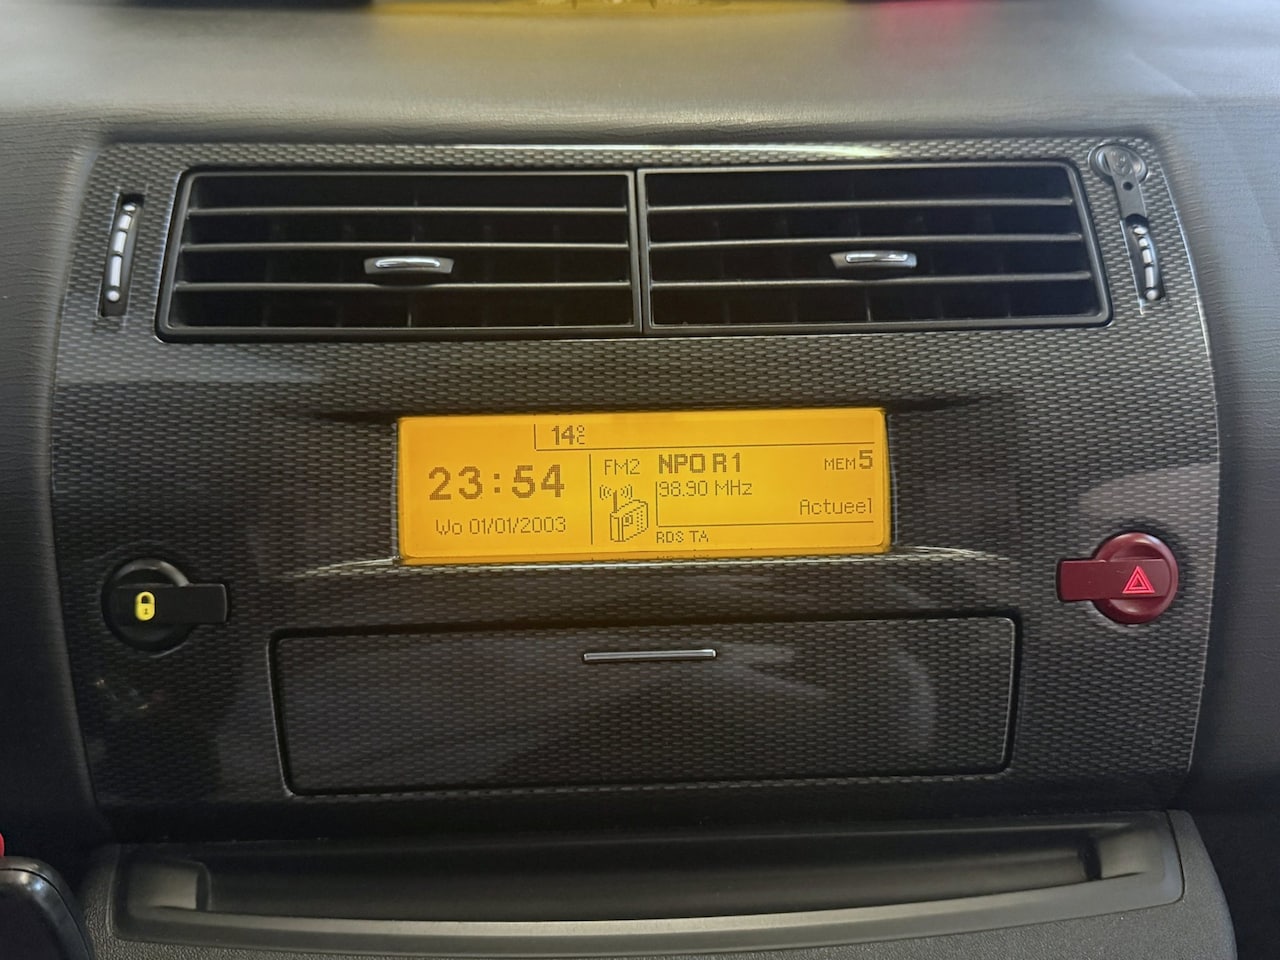 14°C
23:54
Wo 01/01/2003
FM2
NPO R1
MEM5
98.90 MHz
Actueel
RDS TA